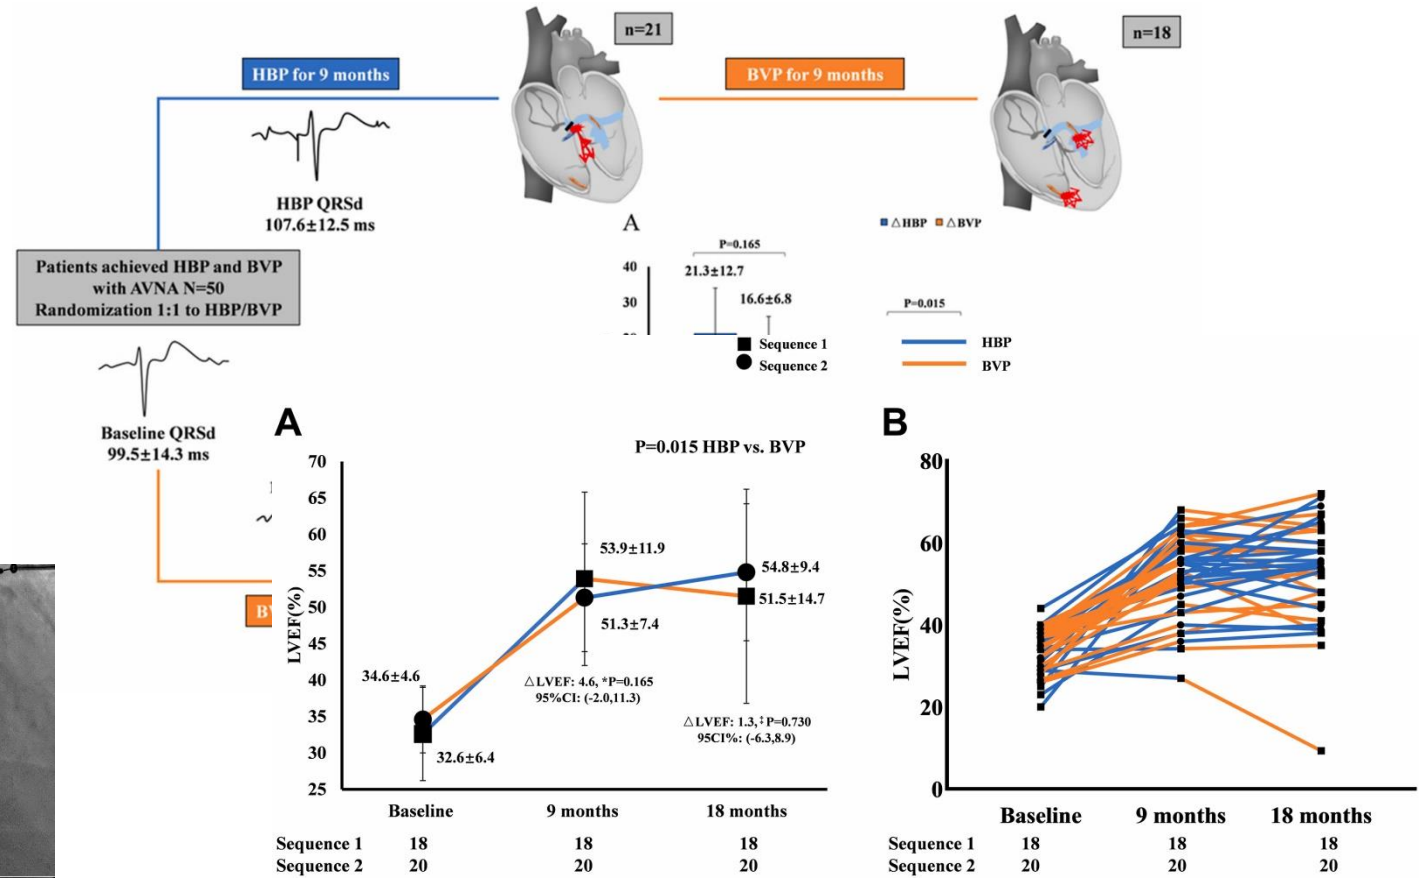 n=21
n=18
HBP for 9 months
BVP for 9 months
HBP QRSd
107.6±12.5 ms
Patients achieved HBP and BVP
with AVNA N=50
Randomization 1:1 to HBP/BVP
Baseline QRSd
99.5±14.3 ms
A
△HBP △BVP
P=0.165
40
21.3±12.7
30
16.6±6.8
P=0.015
Sequence 1
Sequence 2
HBP
BVP
A
P=0.015 HBP vs. BVP
LVEF(%)
70
65
60
55
50
45
40
35
30
25
34.6±4.6
32.6±6.4
53.9±11.9
51.3±7.4
54.8±9.4
51.5±14.7
△LVEF: 4.6, *P=0.165
95%CI: (-2.0,11.3)
△LVEF: 1.3, ‡P=0.730
95CI%: (-6.3,8.9)
Baseline 9 months 18 months
Sequence 1 18 18 18
Sequence 2 20 20 20
B
LVEF(%)
80
60
40
20
0
Baseline 9 months 18 months
Sequence 1 18 18 18
Sequence 2 20 20 20